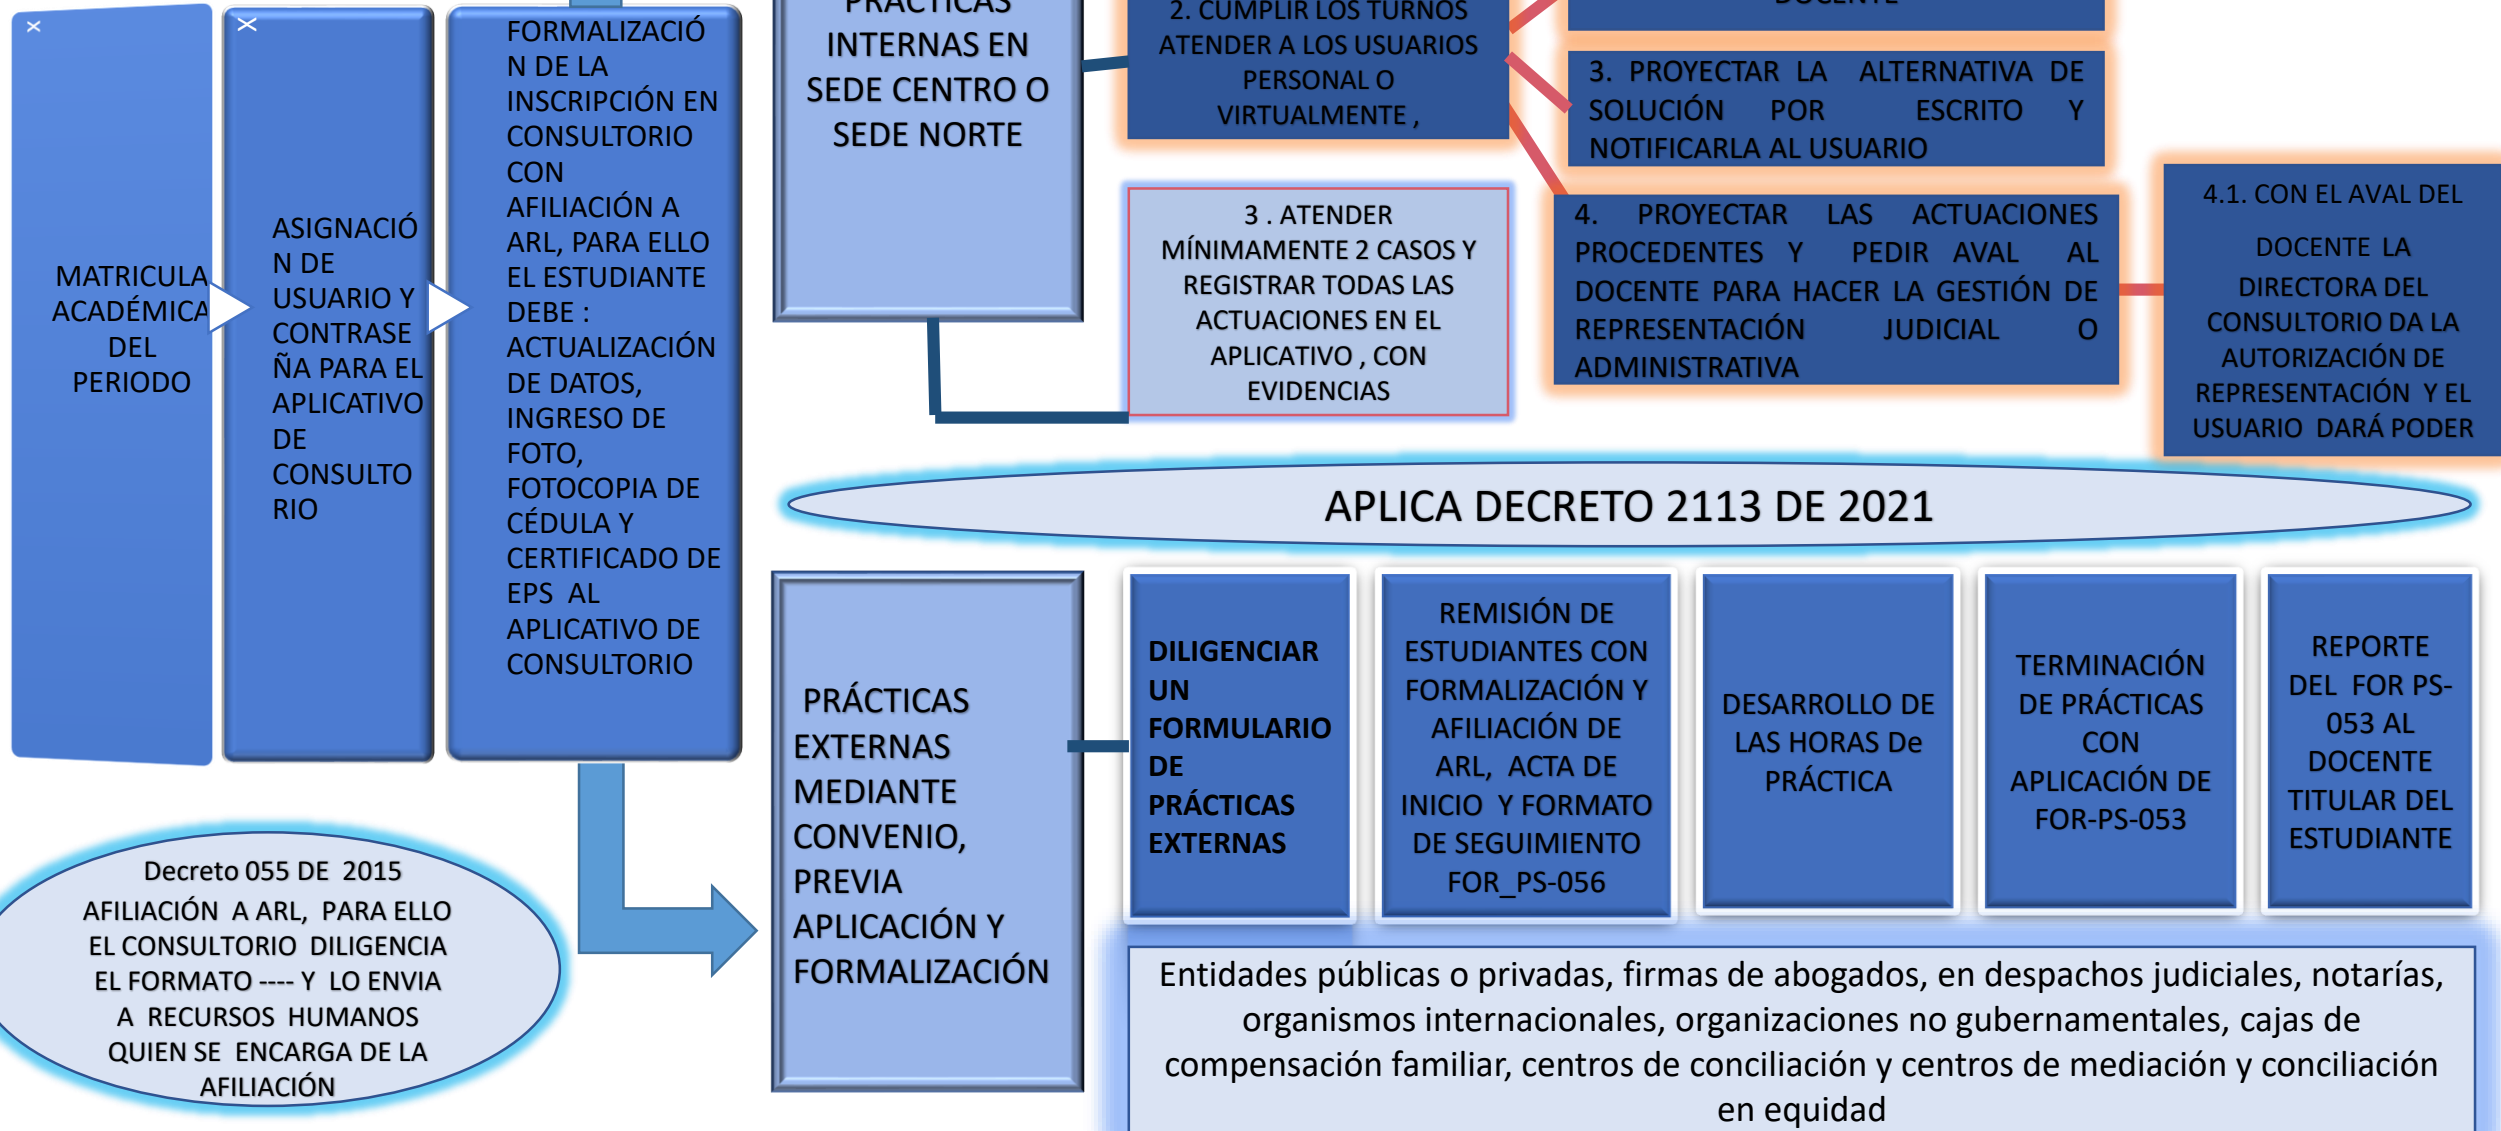 X
MATRICULA
ACADÉMICA
DEL
PERIODO
X
ASIGNACIÓ
N DE
USUARIO Y
CONTRASE
ÑA PARA EL
APLICATIVO
DE
CONSULTO
RIO
FORMALIZACIÓ
N DE LA
INSCRIPCIÓN EN
CONSULTORIO
CON
AFILIACIÓN A
ARL, PARA ELLO
EL ESTUDIANTE
DEBE :
ACTUALIZACIÓN
DE DATOS,
INGRESO DE
FOTO,
FOTOCOPIA DE
CÉDULA Y
CERTIFICADO DE
EPS AL
APLICATIVO DE
CONSULTORIO
Decreto 055 DE 2015
AFILIACIÓN A ARL, PARA ELLO
EL CONSULTORIO DILIGENCIA
EL FORMATO ---- Y LO ENVIA
A RECURSOS HUMANOS
QUIEN SE ENCARGA DE LA
AFILIACIÓN
PRÁCTICAS
INTERNAS EN
SEDE CENTRO O
SEDE NORTE
2. CUMPLIR LOS TURNOS
ATENDER A LOS USUARIOS
PERSONAL O
VIRTUALMENTE ,
3 . ATENDER
MÍNIMAMENTE 2 CASOS Y
REGISTRAR TODAS LAS
ACTUACIONES EN EL
APLICATIVO , CON
EVIDENCIAS
DOCENTE
3. PROYECTAR LA ALTERNATIVA DE
SOLUCIÓN POR ESCRITO Y
NOTIFICARLA AL USUARIO
4. PROYECTAR LAS ACTUACIONES
PROCEDENTES Y PEDIR AVAL AL
DOCENTE PARA HACER LA GESTIÓN DE
REPRESENTACIÓN JUDICIAL O
ADMINISTRATIVA
4.1. CON EL AVAL DEL
DOCENTE LA
DIRECTORA DEL
CONSULTORIO DA LA
AUTORIZACIÓN DE
REPRESENTACIÓN Y EL
USUARIO DARÁ PODER
APLICA DECRETO 2113 DE 2021
PRÁCTICAS
EXTERNAS
MEDIANTE
CONVENIO,
PREVIA
APLICACIÓN Y
FORMALIZACIÓN
DILIGENCIAR
UN
FORMULARIO
DE
PRÁCTICAS
EXTERNAS
REMISIÓN DE
ESTUDIANTES CON
FORMALIZACIÓN Y
AFILIACIÓN DE
ARL, ACTA DE
INICIO Y FORMATO
DE SEGUIMIENTO
FOR_PS-056
DESARROLLO DE
LAS HORAS De
PRÁCTICA
TERMINACIÓN
DE PRÁCTICAS
CON
APLICACIÓN DE
FOR-PS-053
REPORTE
DEL FOR PS-
053 AL
DOCENTE
TITULAR DEL
ESTUDIANTE
Entidades públicas o privadas, firmas de abogados, en despachos judiciales, notarías,
organismos internacionales, organizaciones no gubernamentales, cajas de
compensación familiar, centros de conciliación y centros de mediación y conciliación
en equidad